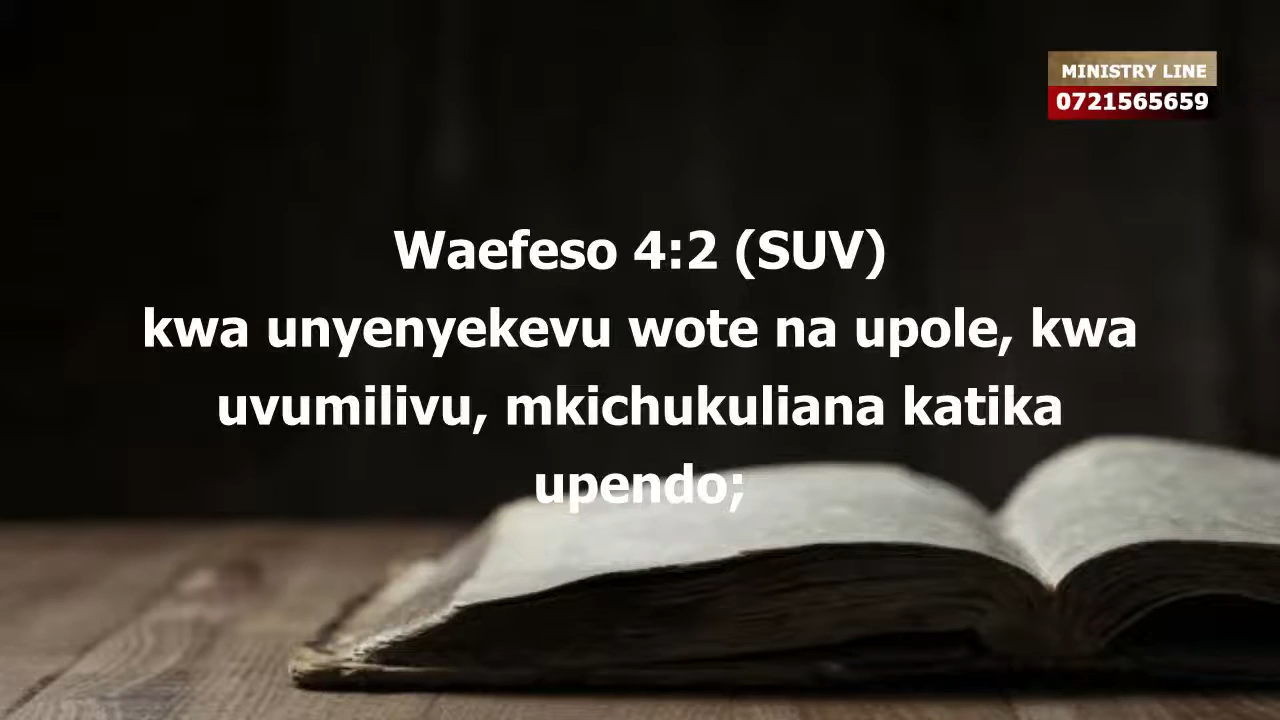 MINISTRY LINE
0721565659
Waefeso 4:2 (SUV)
kwa unyenyekevu wote na upole, kwa
uvumilivu, mkichukuliana katika
upendo;